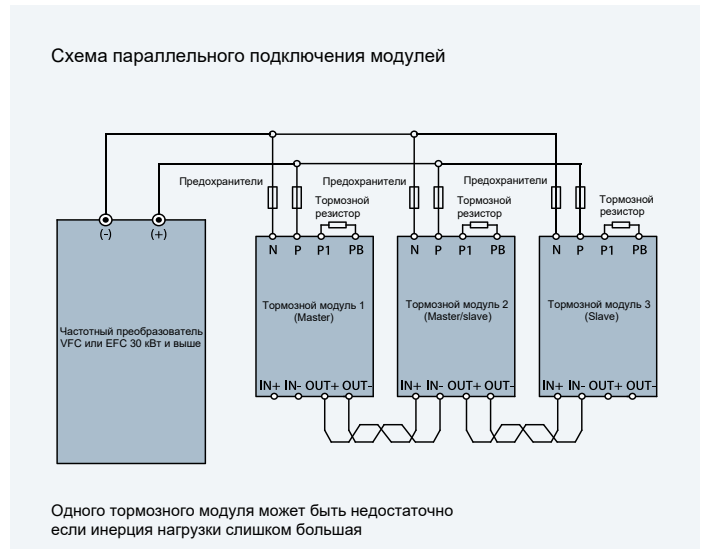 Схема параллельного подключения модулей
Предохранители
Предохранители
Предохранители
Тормозной
резистор
Тормозной
резистор
Тормозной
резистор
(-) (+)
N P P1 PB
N P P1 PB
N P P1 PB
Частотный преобразователь
VFC или EFC 30 кВт и выше
Тормозной модуль 1
(Master)
Тормозной модуль 2
(Master/slave)
Тормозной модуль 3
(Slave)
IN+ IN- OUT+ OUT-
IN+ IN- OUT+ OUT-
IN+ IN- OUT+ OUT-
Одного тормозного модуля может быть недостаточно
если инерция нагрузки слишком большая